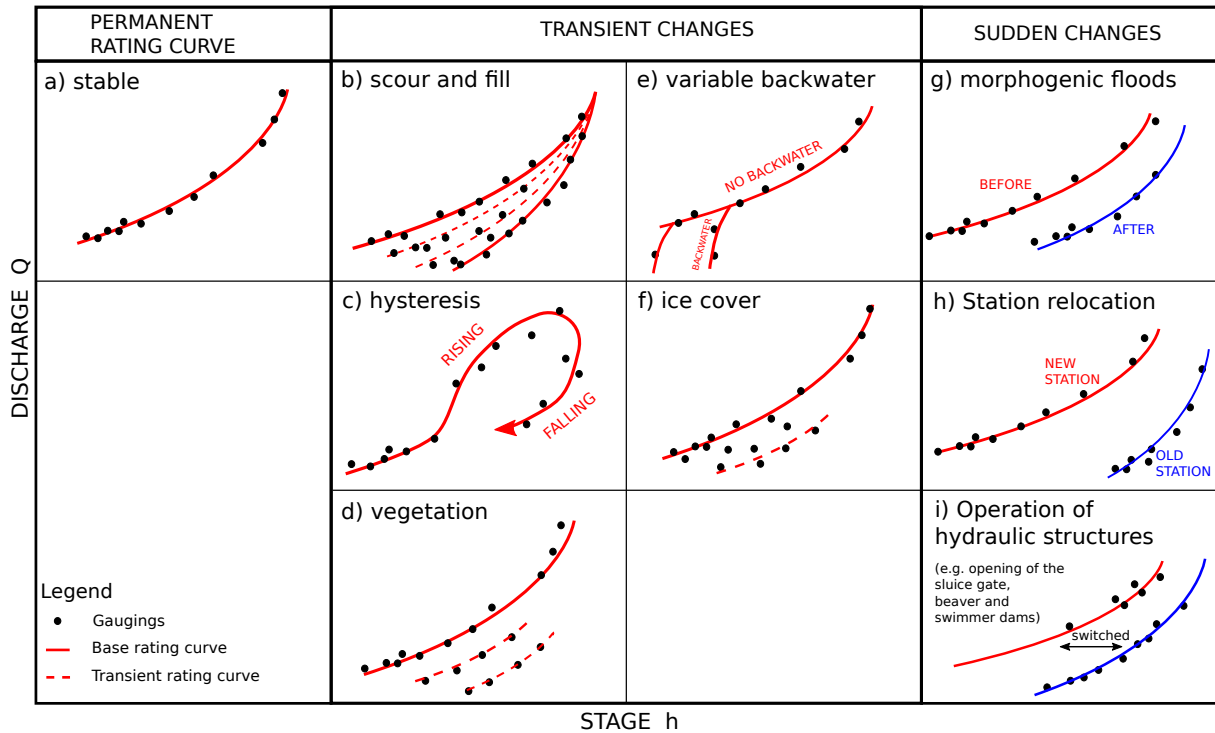 PERMANENT
RATING CURVE
TRANSIENT CHANGES
SUDDEN CHANGES
a) stable
b) scour and fill
e) variable backwater
NO BACKWATER
BACKWATER
g) morphogenic floods
BEFORE
AFTER
c) hysteresis
RISING
FALLING
f) ice cover
h) Station relocation
NEW
STATION
OLD
STATION
d) vegetation
i) Operation of
hydraulic structures
(e.g. opening of the
sluice gate,
beaver and
swimmer dams)
switched
Legend
Gaugings
Base rating curve
Transient rating curve
DISCHARGE Q
STAGE h